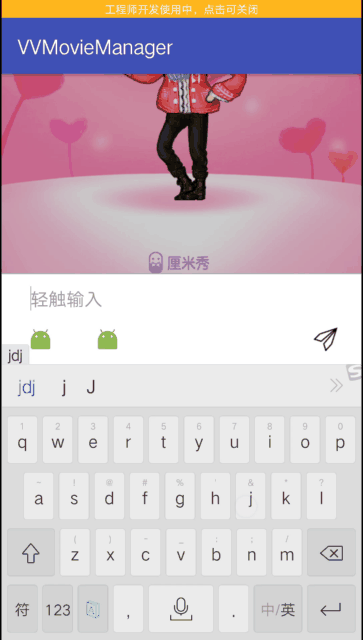 工程师开发使用中，点击可关闭
VVMovieManager
厘米秀
轻触输入
jdj
jdj j J
1 2 3 4 5 6 7 8 9 0
q w e r t y u i o p
~ ! @ # % ' & * ?
a s d f g h j k l
( ) - _ : ; /
z x c v b n m
符 123 , . 中/英